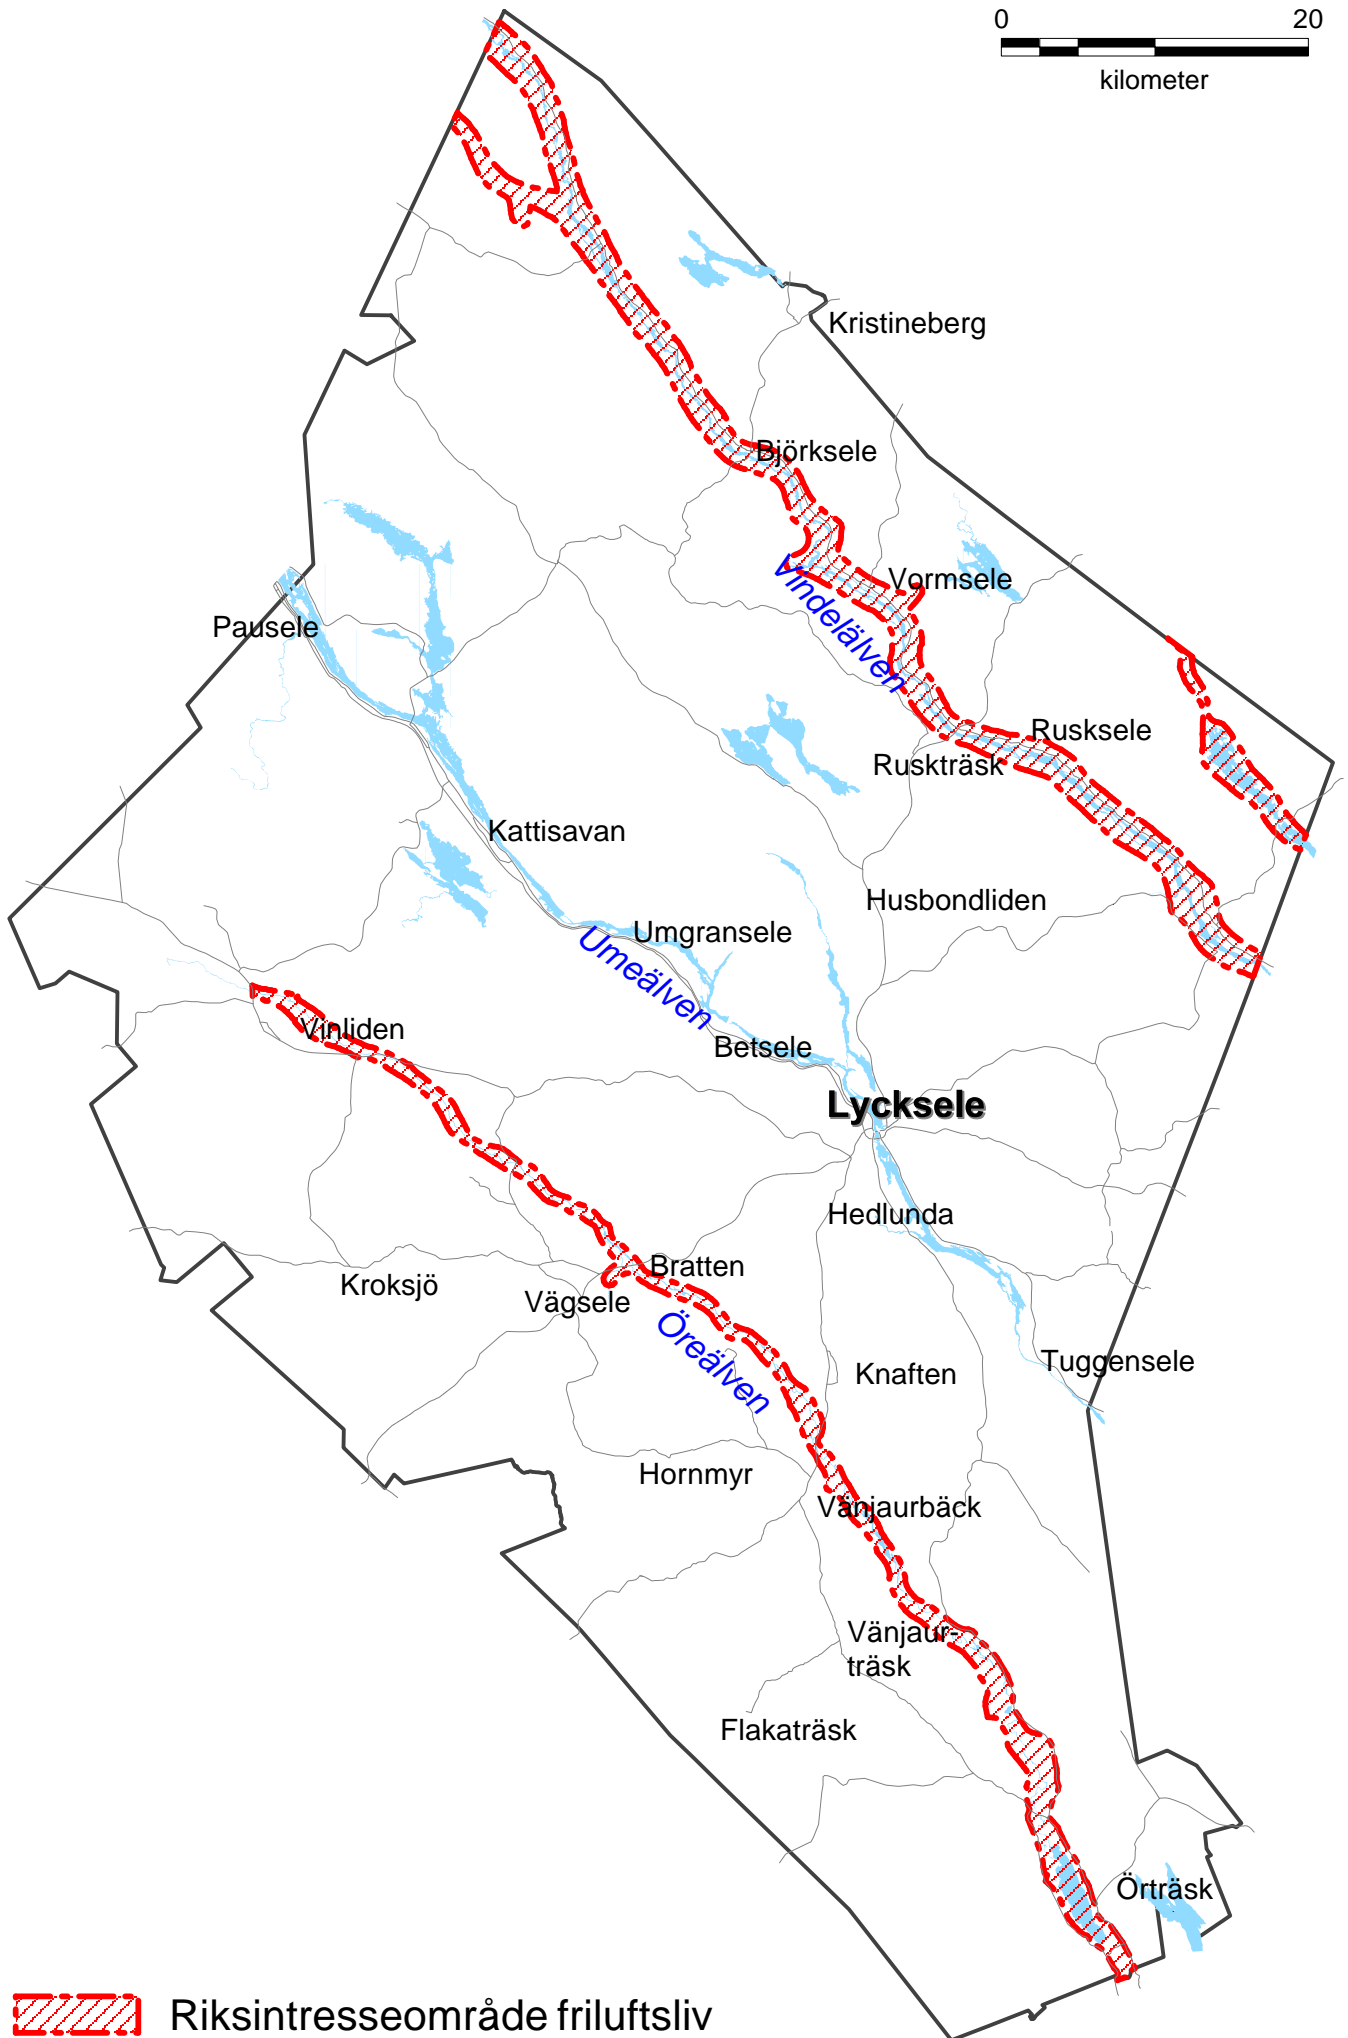 0 20
kilometer
Kristineberg
Björksele
Vormsele
Vindelälven
Pausele
Rusksele
Ruskträsk
Kattisavan
Husbondliden
Umgransele
Umeälven
Vinliden
Betsele
Lycksele
Hedlunda
Bratten
Kroksjö
Vägsele
Öreälven
Tuggensele
Knaften
Hornmyr
Vänjaurbäck
Vänjaur-
träsk
Flakaträsk
Örträsk
Riksintresseområde friluftsliv